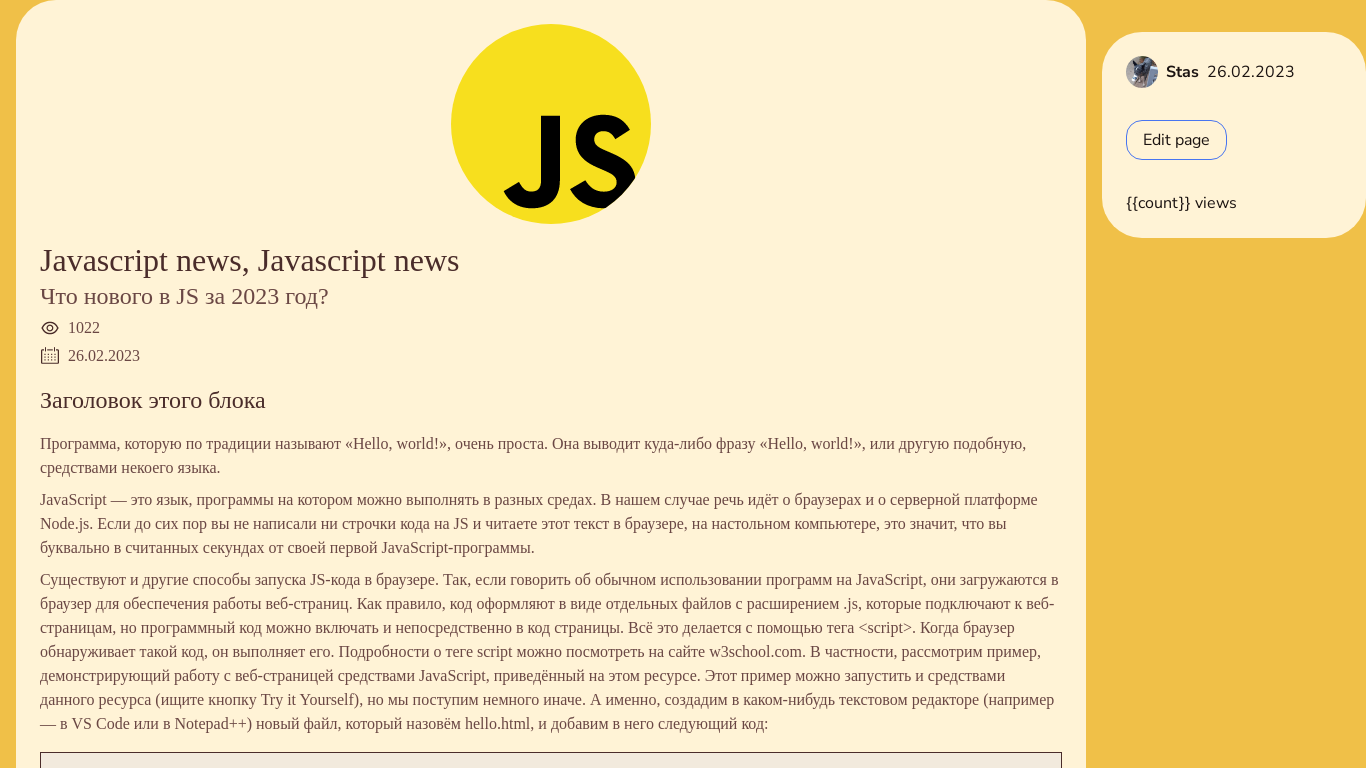 JS
Javascript news, Javascript news
Что нового в JS за 2023 год?
1022
26.02.2023
Заголовок этого блока
Программа, которую по традиции называют «Hello, world!», очень проста. Она выводит куда-либо фразу «Hello, world!», или другую подобную,
средствами некоего языка.
JavaScript — это язык, программы на котором можно выполнять в разных средах. В нашем случае речь идёт о браузерах и о серверной платформе
Node.js. Если до сих пор вы не написали ни строчки кода на JS и читаете этот текст в браузере, на настольном компьютере, это значит, что вы
буквально в считанных секундах от своей первой JavaScript-программы.
Существуют и другие способы запуска JS-кода в браузере. Так, если говорить об обычном использовании программ на JavaScript, они загружаются в
браузер для обеспечения работы веб-страниц. Как правило, код оформляют в виде отдельных файлов с расширением .js, которые подключают к веб-
страницам, но программный код можно включать и непосредственно в код страницы. Всё это делается с помощью тега <script>. Когда браузер
обнаруживает такой код, он выполняет его. Подробности о теге script можно посмотреть на сайте w3school.com. В частности, рассмотрим пример,
демонстрирующий работу с веб-страницей средствами JavaScript, приведённый на этом ресурсе. Этот пример можно запустить и средствами
данного ресурса (ищите кнопку Try it Yourself), но мы поступим немного иначе. А именно, создадим в каком-нибудь текстовом редакторе (например
— в VS Code или в Notepad++) новый файл, который назовём hello.html, и добавим в него следующий код:
Stas 26.02.2023
Edit page
{{count}} views